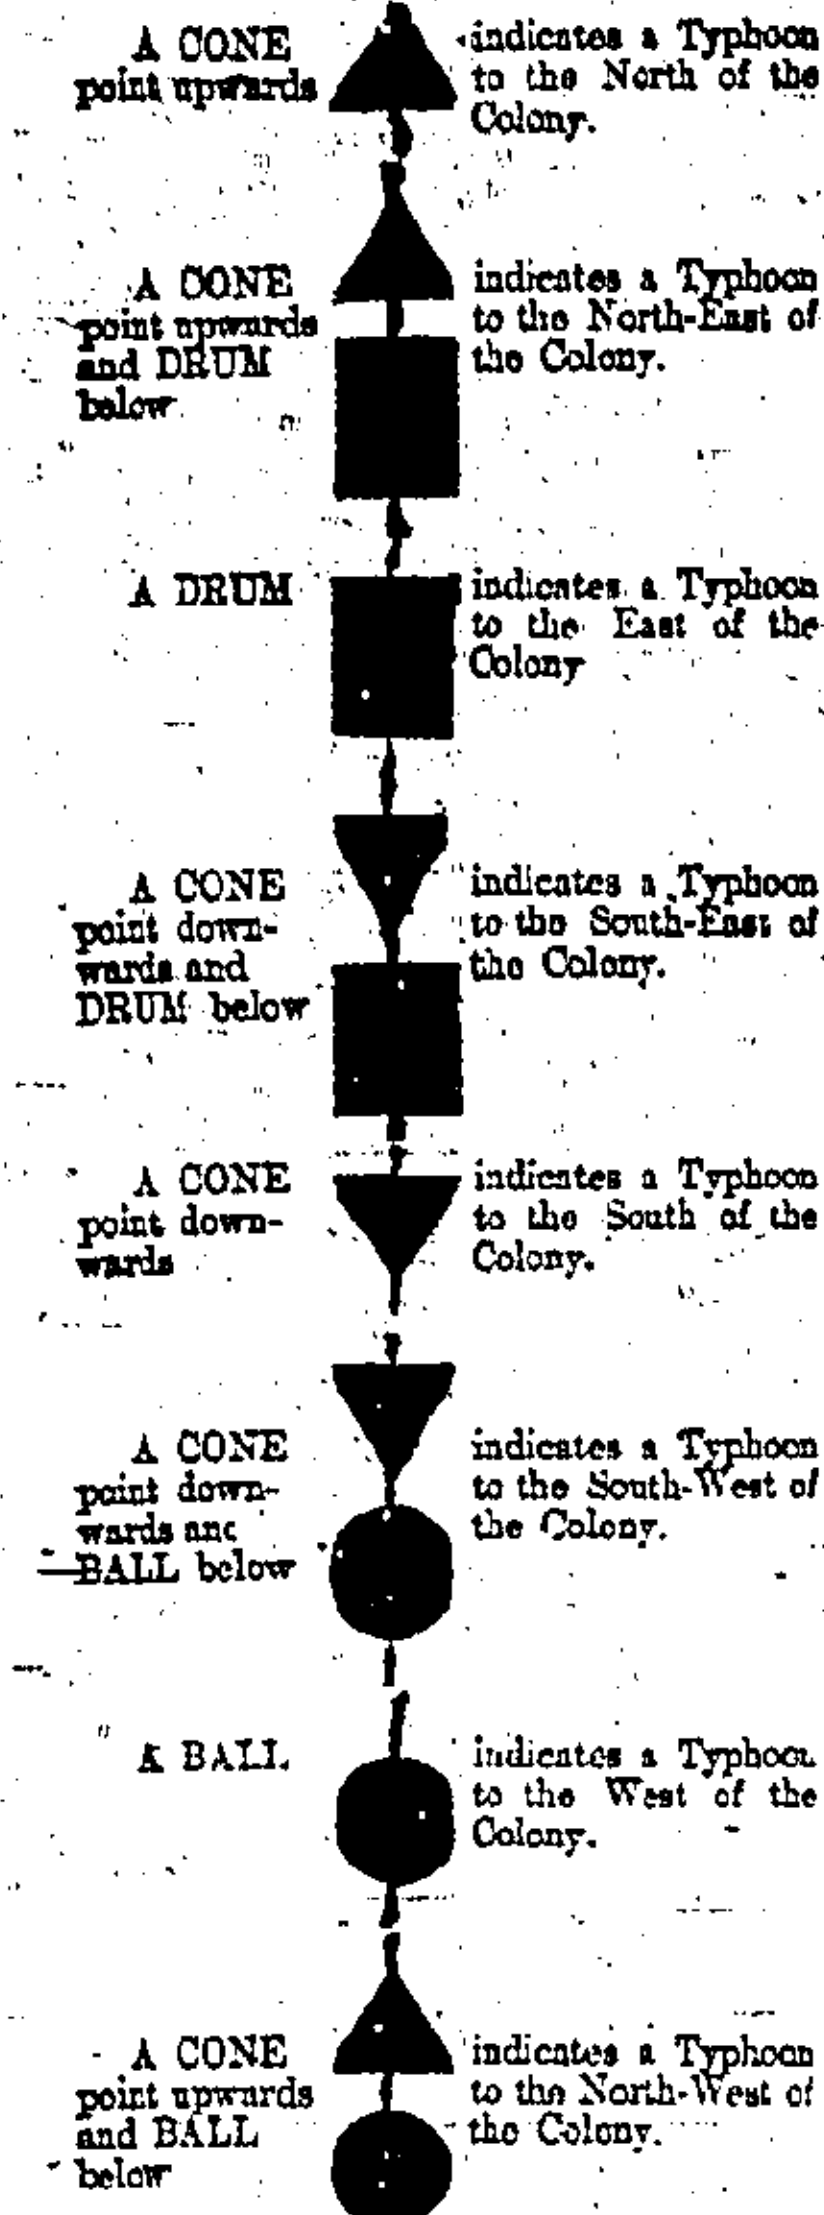 A CONE
point upwards
indicates a Typhoon
to the North of the
Colony.
A CONE
point upwards
and DRUM
below
indicates a Typhoon
to the North-East of
the Colony.
A DRUM
indicates a Typhoon
to the East of the
Colony
A CONE
point down-
wards and
DRUM below
indicates a Typhoon
to the South-East of
the Colony.
A CONE
point down-
wards
indicates a Typhoon
to the South of the
Colony.
A CONE
point down-
wards and
BALL below
indicates a Typhoon
to the South-West of
the Colony.
A BALL
indicates a Typhoon
to the West of the
Colony.
A CONE
point upwards
and BALL
below
indicates a Typhoon
to the North-West of
the Colony.